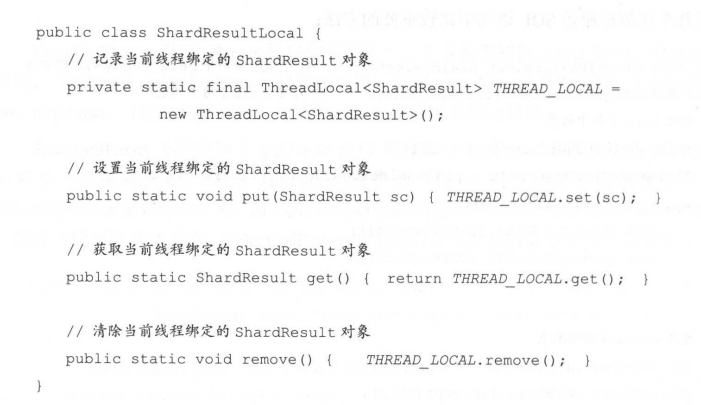 public class ShardResultLocal {
// 记录当前线程绑定的 ShardResult 对象
private static final ThreadLocal<ShardResult> THREAD_LOCAL =
new ThreadLocal<ShardResult>();
// 设置当前线程绑定的 ShardResult 对象
public static void put(ShardResult sc) { THREAD_LOCAL.set(sc); }
// 获取当前线程绑定的 ShardResult 对象
public static ShardResult get() { return THREAD_LOCAL.get(); }
// 清除当前线程绑定的 ShardResult 对象
public static void remove() { THREAD_LOCAL.remove(); }
}